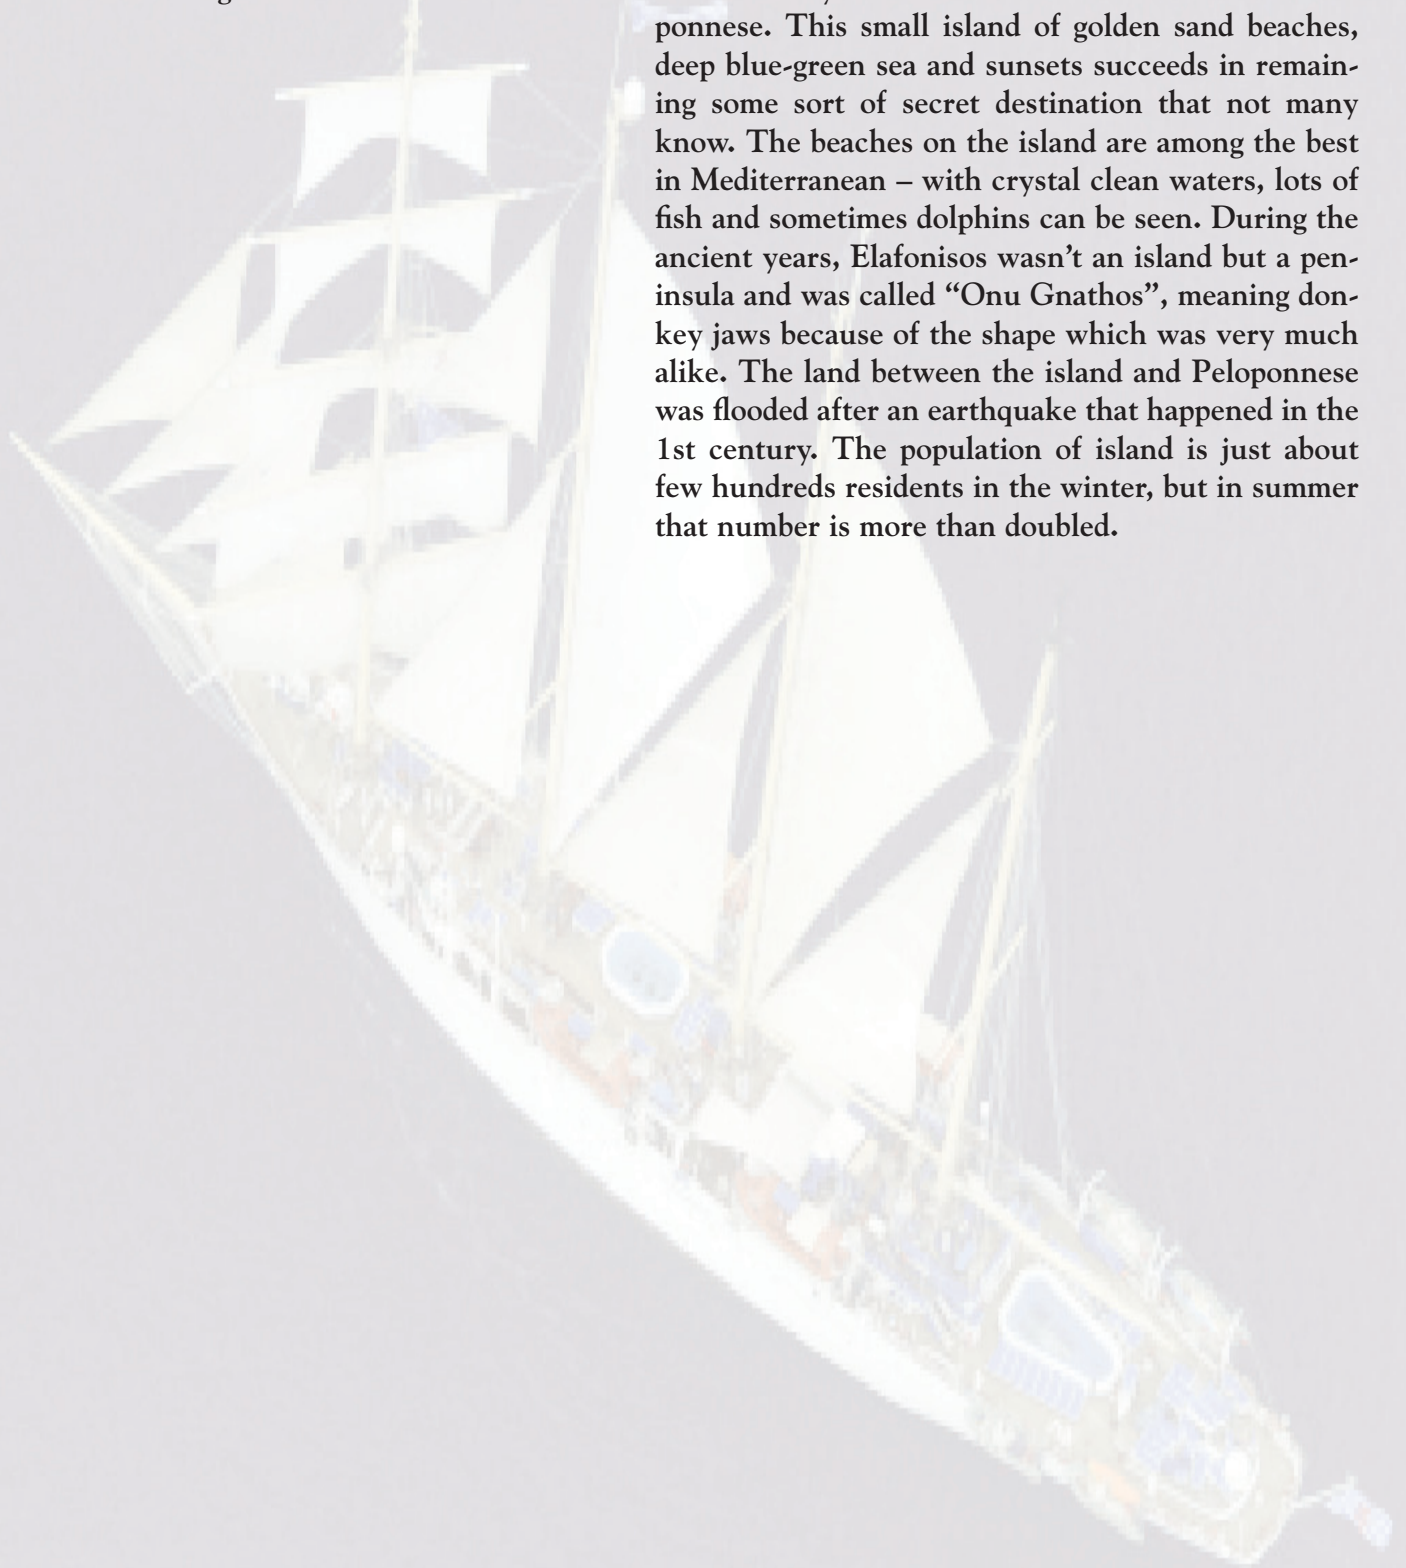 ponnese. This small island of golden sand beaches,
deep blue-green sea and sunsets succeeds in remain-
ing some sort of secret destination that not many
know. The beaches on the island are among the best
in Mediterranean – with crystal clean waters, lots of
fish and sometimes dolphins can be seen. During the
ancient years, Elafonisos wasn’t an island but a pen-
insula and was called “Onu Gnathos”, meaning don-
key jaws because of the shape which was very much
alike. The land between the island and Peloponnese
was flooded after an earthquake that happened in the
1st century. The population of island is just about
few hundreds residents in the winter, but in summer
that number is more than doubled.